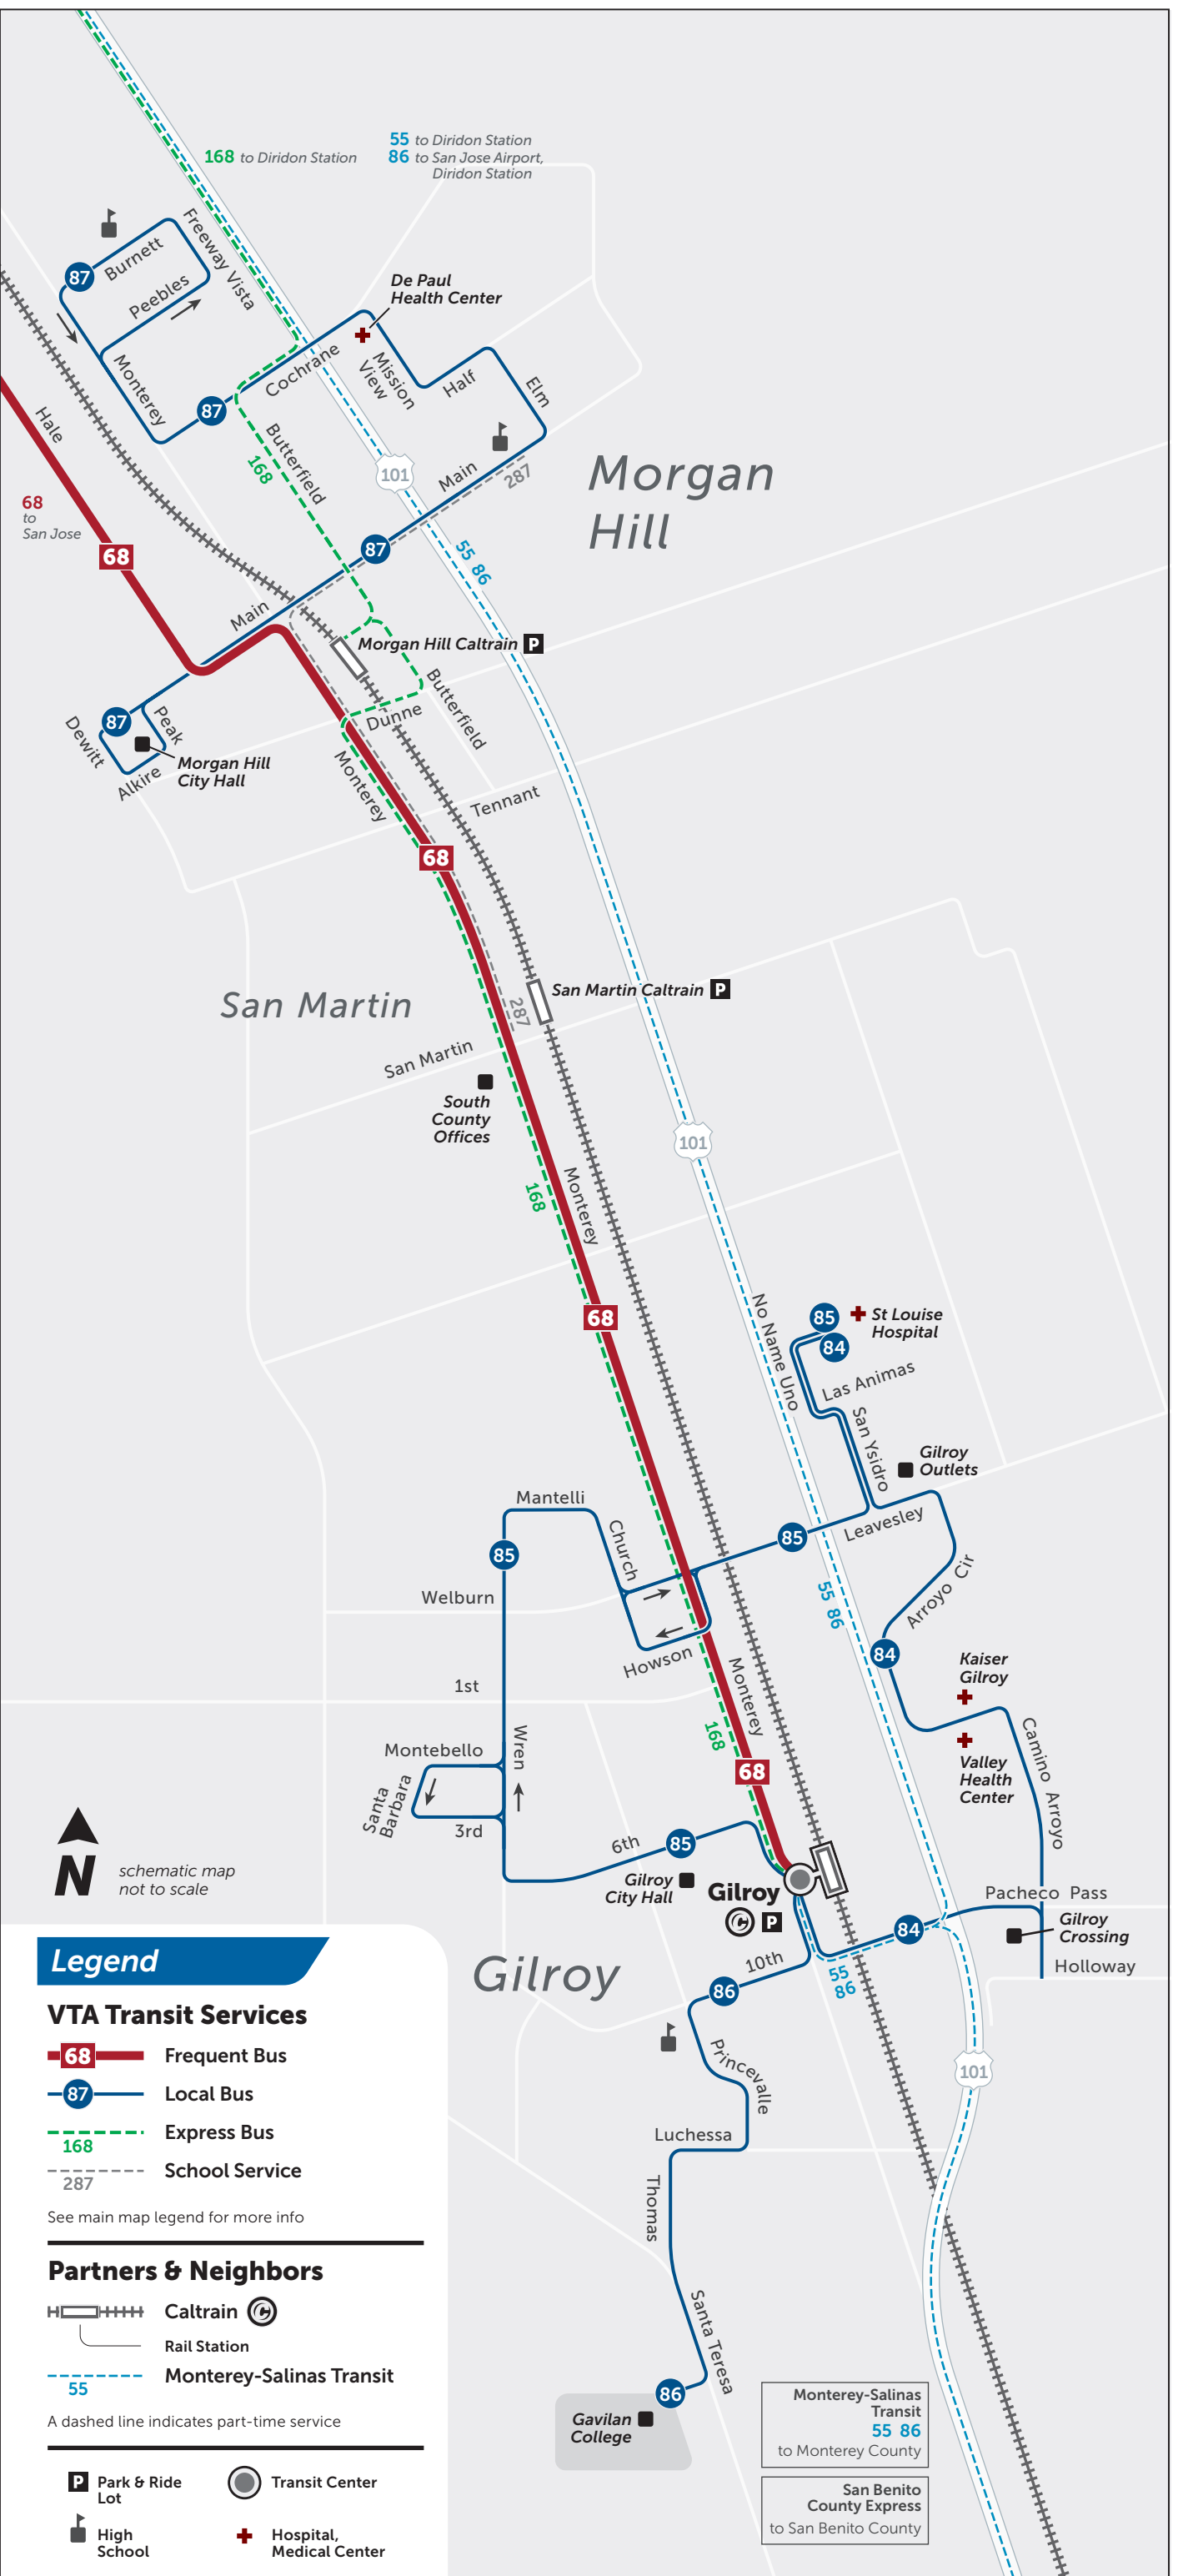 168 to Diridon Station
55 to Diridon Station
86 to San Jose Airport,
Diridon Station
Freeway Vista
87
Burnett
Peebles
De Paul
Health Center
Monterey
Cochrane
Mission
View
Half
Elm
87
Hale
Butterfield
168
101
Main
287
Morgan
Hill
68
to
San Jose
68
87
55 86
Main
Morgan Hill Caltrain P
Butterfield
87
Peak
Dewitt
Dunne
Morgan Hill
City Hall
Alkire
Monterey
Tennant
68
San Martin
287
San Martin Caltrain P
San Martin
South
County
Offices
101
168
Monterey
68
No Name Uno
85
St Louise
Hospital
84
Las Animas
San Ysidro
Gilroy
Outlets
Mantelli
Church
85
85
Leavesley
Welburn
55 86
Arroyo Cir
Howson
84
Monterey
Kaiser
Gilroy
1st
168
Camino Arroyo
Montebello
Wren
68
Valley
Health
Center
Santa
Barbara
3rd
6th
85
Gilroy
City Hall
Gilroy
C P
Pacheco Pass
84
Gilroy
Crossing
Holloway
N
schematic map
not to scale
Gilroy
10th
55
86
86
Princevalle
101
Luchessa
Thomas
Santa Teresa
86
Gavilan
College
Monterey-Salinas
Transit
55 86
to Monterey County
San Benito
County Express
to San Benito County
Legend
VTA Transit Services
68 Frequent Bus
87 Local Bus
168 Express Bus
287 School Service
See main map legend for more info
Partners & Neighbors
Caltrain C
Rail Station
55 Monterey-Salinas Transit
A dashed line indicates part-time service
P Park & Ride
Lot
Transit Center
High
School
Hospital,
Medical Center